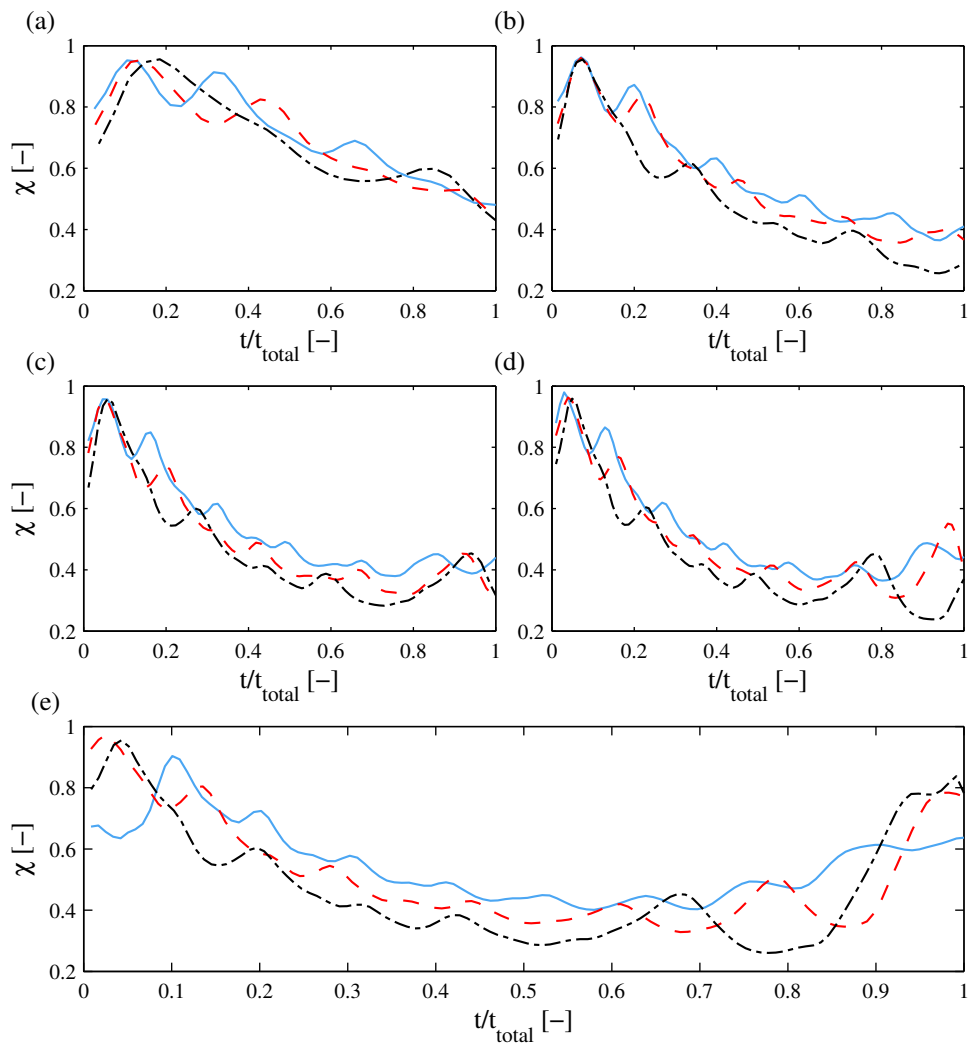 (a) (b)
1 1
0.8 0.8
χ [−] 0.6 0.6
0.4 0.4
0.2 0.2
0 0.2 0.4 0.6 0.8 1 0 0.2 0.4 0.6 0.8 1
t/t_total [−] t/t_total [−]
(c) (d)
1 1
0.8 0.8
χ [−] 0.6 0.6
0.4 0.4
0.2 0.2
0 0.2 0.4 0.6 0.8 1 0 0.2 0.4 0.6 0.8 1
t/t_total [−] t/t_total [−]
(e)
1
0.8
χ [−] 0.6
0.4
0.2
0 0.1 0.2 0.3 0.4 0.5 0.6 0.7 0.8 0.9 1
t/t_total [−]